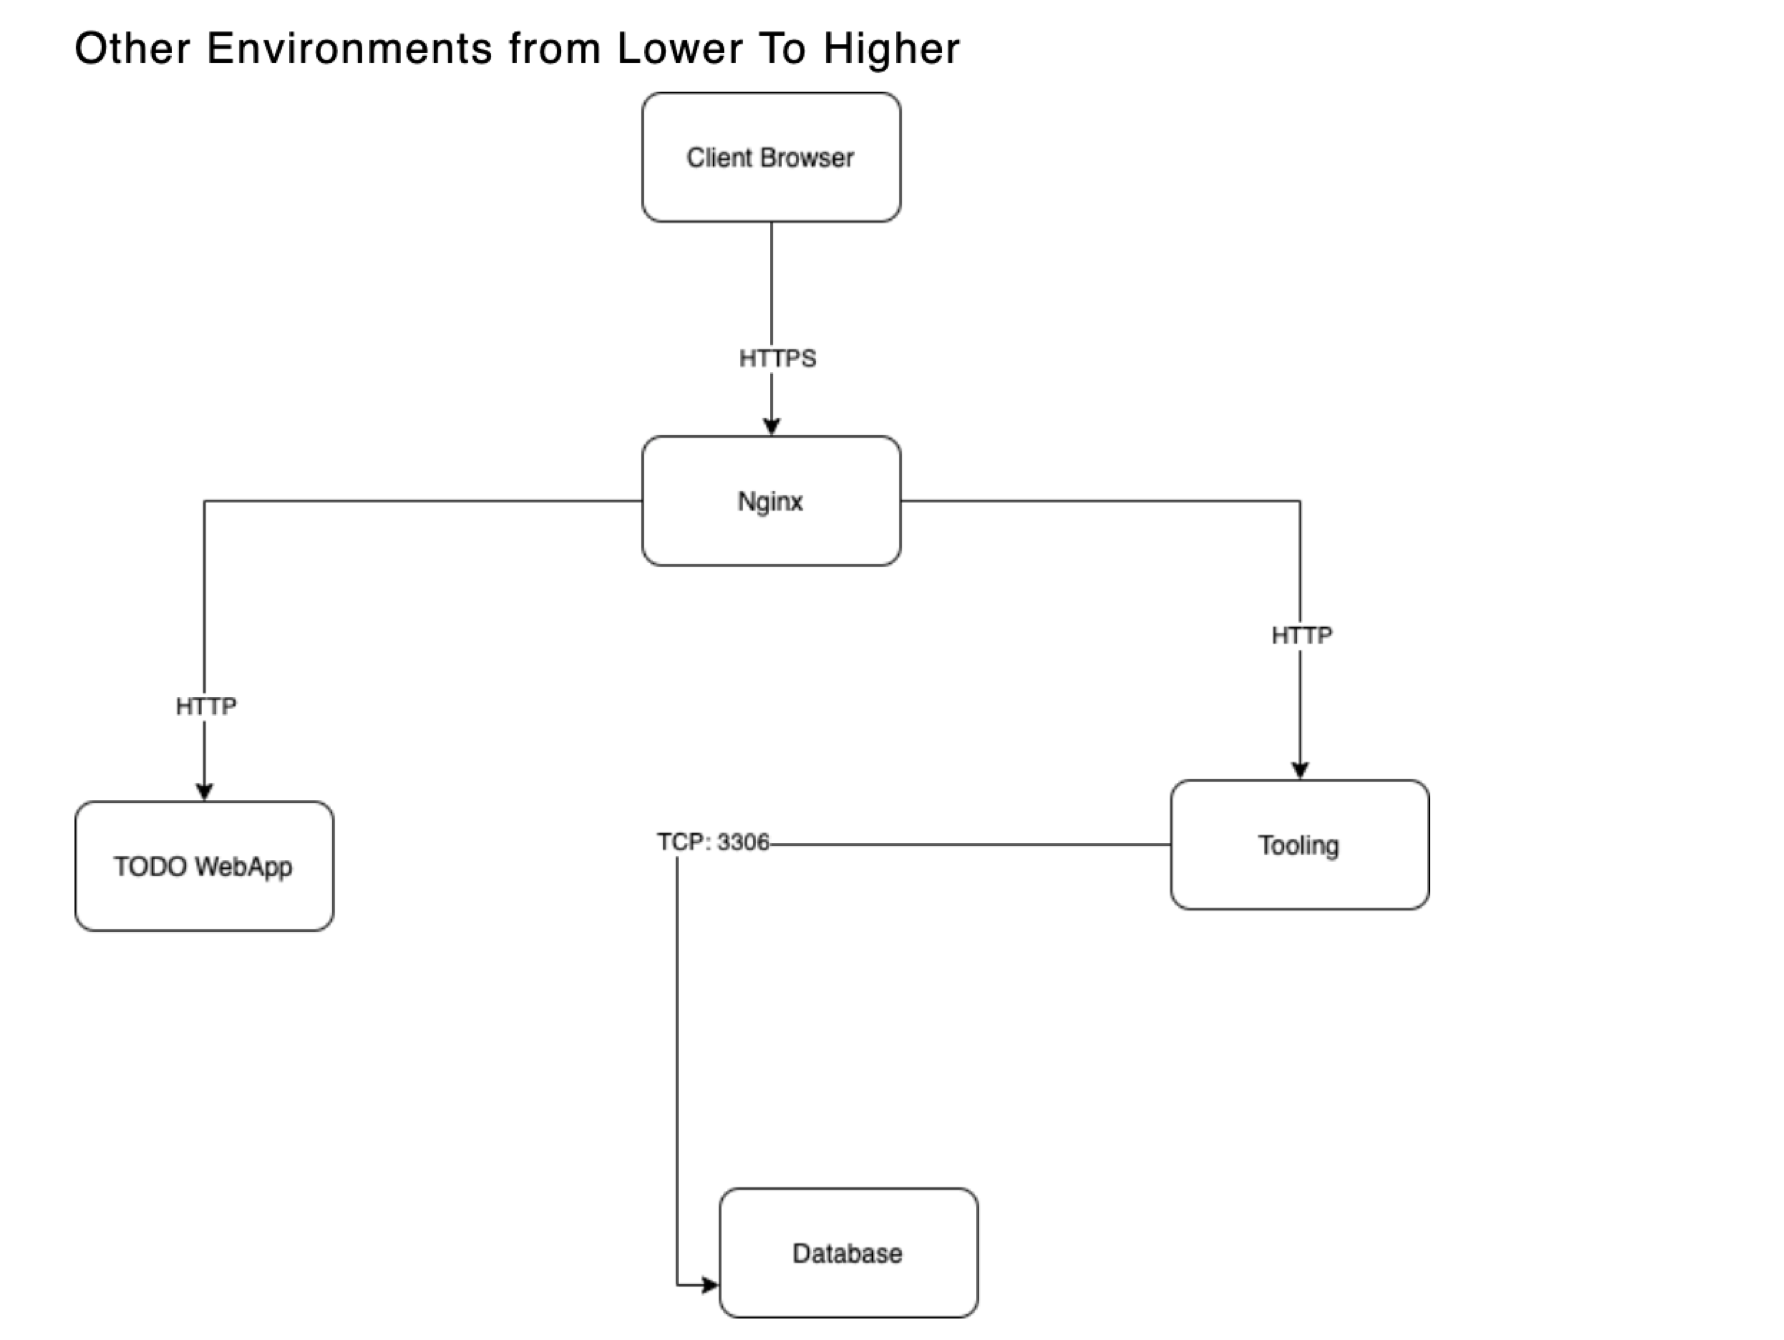 Other Environments from Lower To Higher
Client Browser
HTTPS
Nginx
HTTP
HTTP
TCP: 3306
Tooling
TODO WebApp
Database